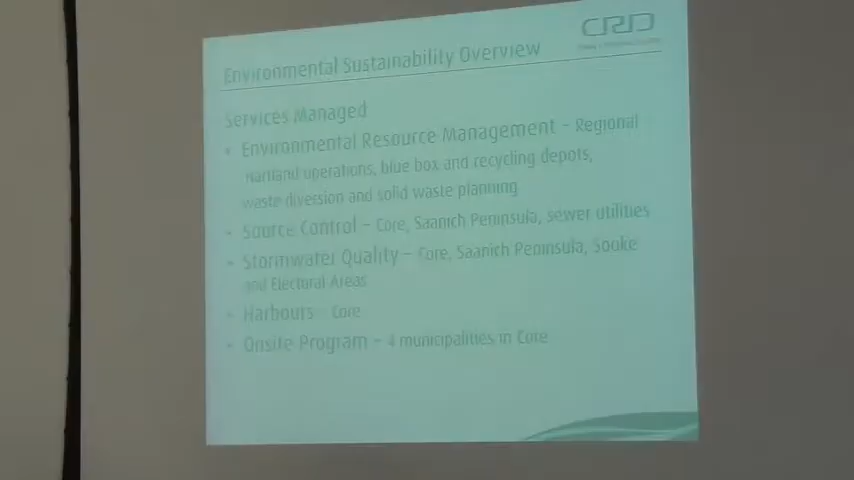 CRD
Environmental Sustainability Overview
Services Managed
• Environmental Resource Management – Regional
Hartland operations, blue box and recycling depots,
waste diversion and solid waste planning
• Source Control – Core, Saanich Peninsula, sewer utilities
• Stormwater Quality – Core, Saanich Peninsula, Sooke
and Electoral Areas
• Harbours – Core
• Onsite Program – 4 municipalities in Core